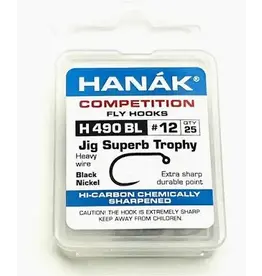 HANÁK
COMPETITION
FLY HOOKS
H 490 BL #12 QTY 25
Jig Superb Trophy
Heavy wire
Black Nickel
Extra sharp durable point
HI-CARBON CHEMICALLY
SHARPENED
CAUTION! THE HOOK IS EXTREMELY SHARP
KEEP AWAY FROM CHILDREN.